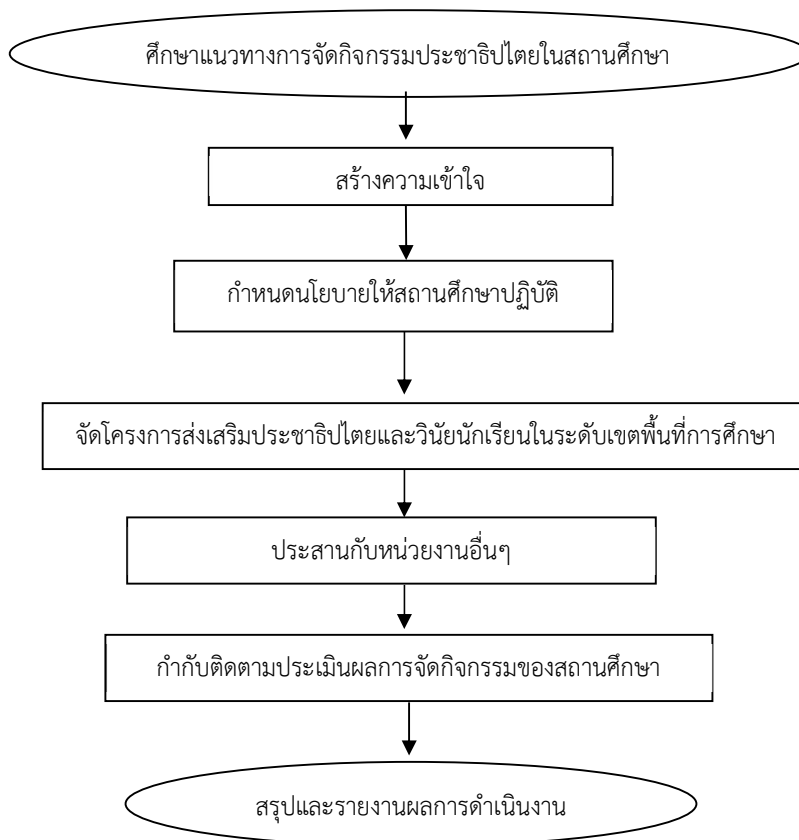 ศึกษาแนวทางการจัดกิจกรรมประชาธิปไตยในสถานศึกษา
สร้างความเข้าใจ
กำหนดนโยบายให้สถานศึกษาปฏิบัติ
จัดโครงการส่งเสริมประชาธิปไตยและวินัยนักเรียนในระดับเขตพื้นที่การศึกษา
ประสานกับหน่วยงานอื่นๆ
กำกับติดตามประเมินผลการจัดกิจกรรมของสถานศึกษา
สรุปและรายงานผลการดำเนินงาน